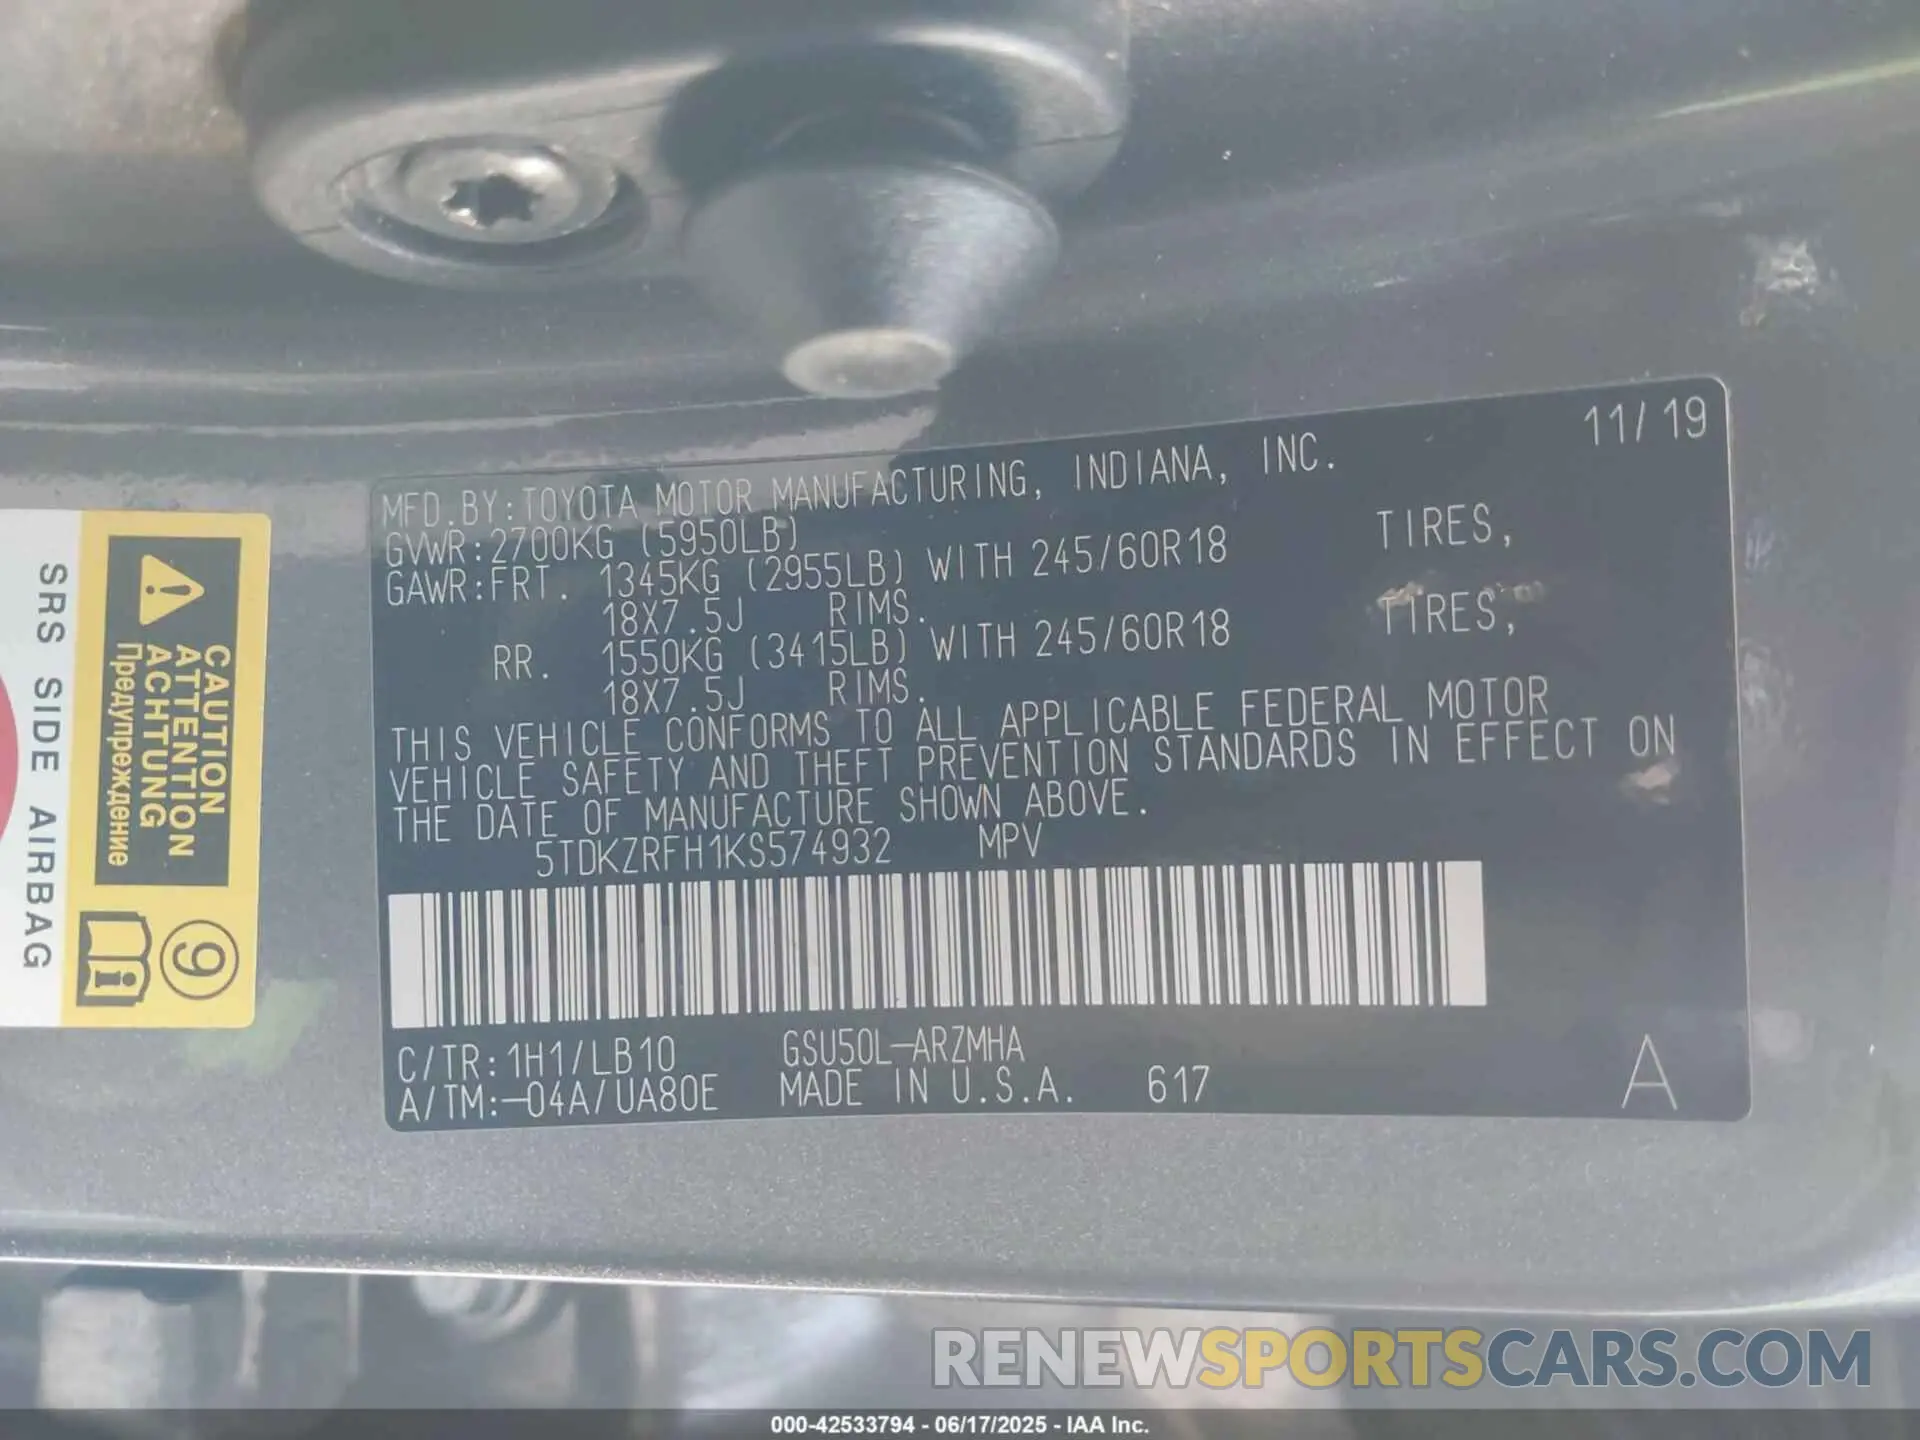 MFD.BY:TOYOTA MOTOR MANUFACTURING, INDIANA, INC. 11/19
GVWR:2700KG (5950LB)
GAWR:FRT. 1345KG (2955LB) WITH 245/60R18 TIRES,
18X7.5J RIMS.
RR. 1550KG (3415LB) WITH 245/60R18 TIRES,
18X7.5J RIMS.
THIS VEHICLE CONFORMS TO ALL APPLICABLE FEDERAL MOTOR
VEHICLE SAFETY AND THEFT PREVENTION STANDARDS IN EFFECT ON
THE DATE OF MANUFACTURE SHOWN ABOVE.
5TDKZRFH1KS574932 MPV
C/TR:1H1/LB10 GSU50L-ARZMHA
A/TM:-04A/UA80E MADE IN U.S.A. 617 A
CAUTION
ATTENTION
ACHTUNG
Предупреждение
9
SRS SIDE AIRBAG
RENEWSPORTSCARS.COM
000-42533794 - 06/17/2025 - IAA Inc.